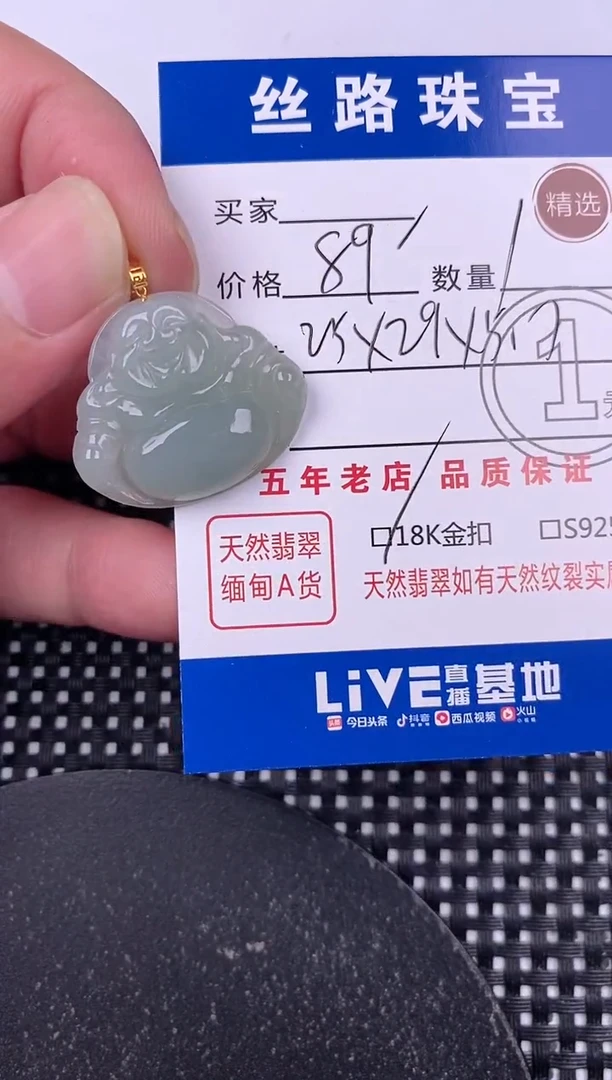 丝路珠宝
精选
买家
价格 89 数量
25X29X
1
五年老店 品质保证
天然翡翠
缅甸A货
□18K金扣 □S925
天然翡翠如有天然纹裂实
LiVE直播基地
今日头条 抖音 西瓜视频 火山